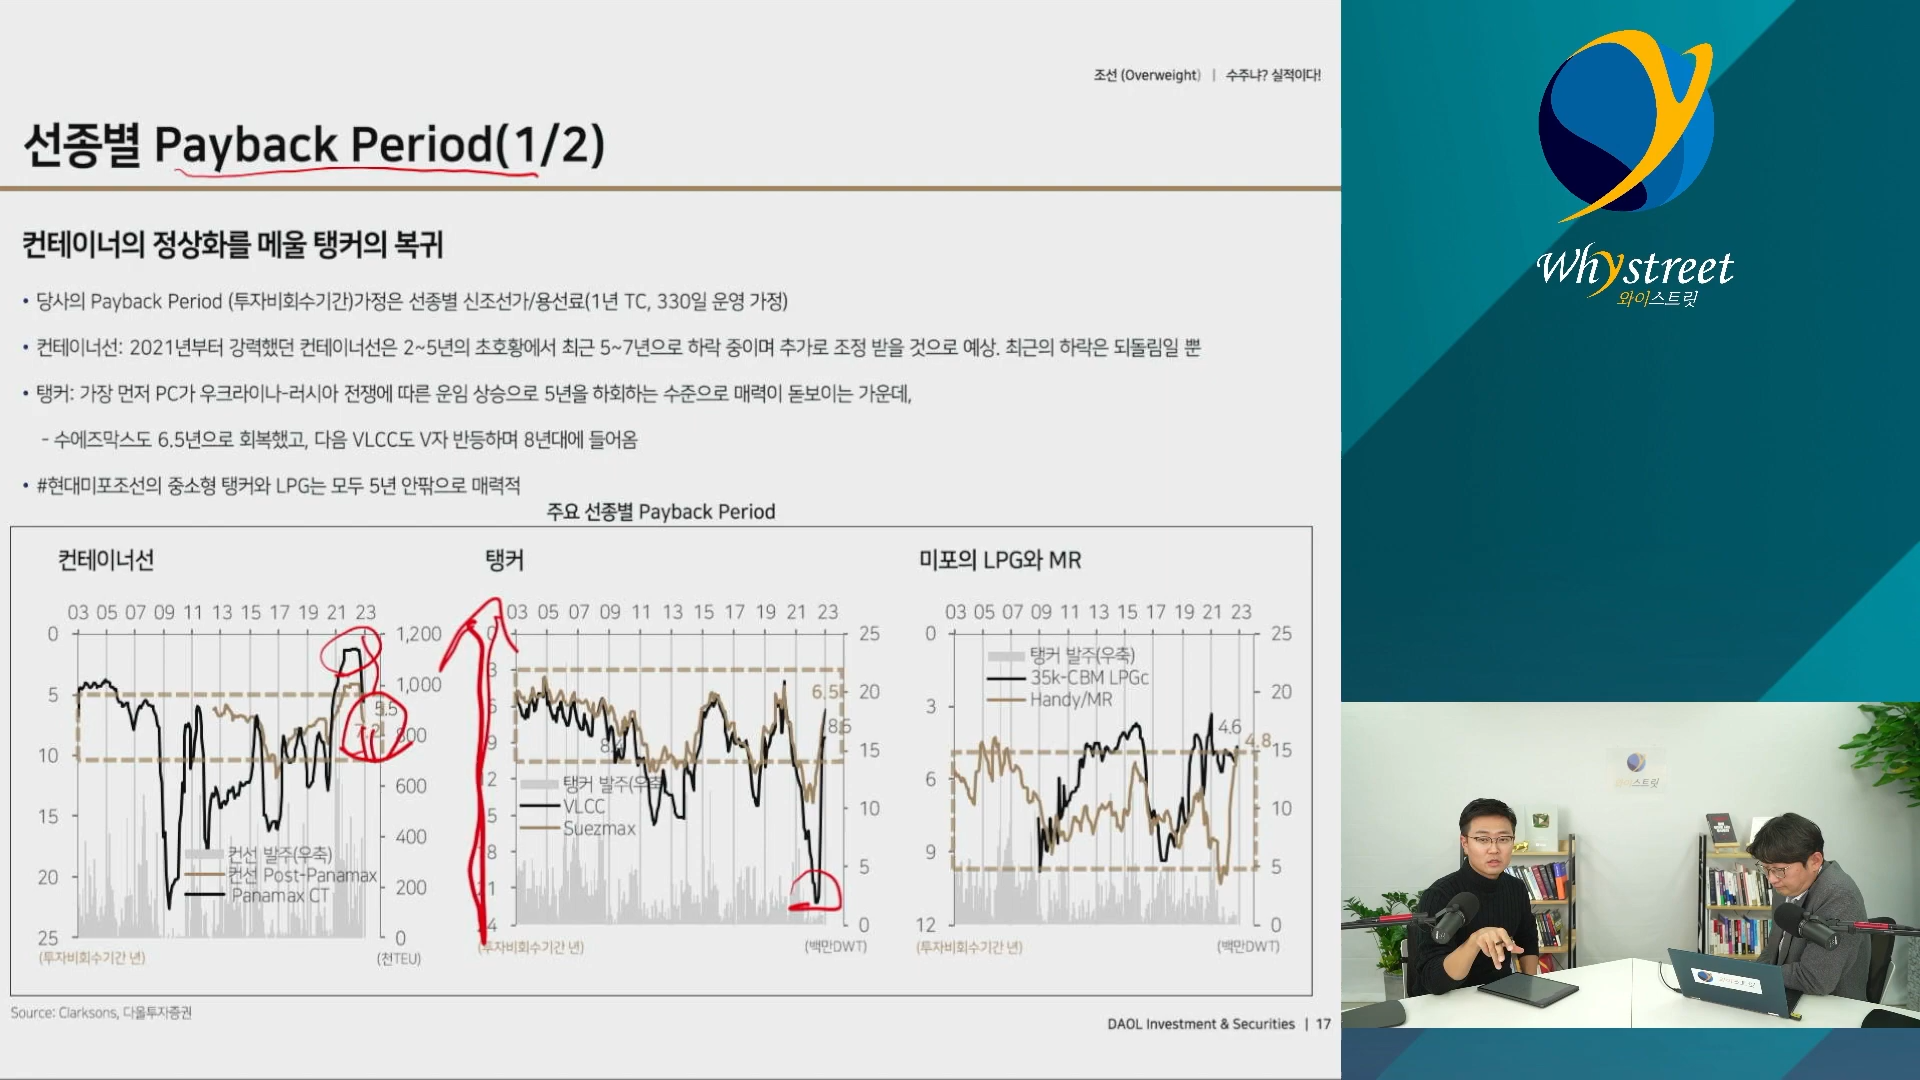 조선 (Overweight) | 수주냐? 실적이다!
선종별 Payback Period(1/2)
컨테이너의 정상화를 메울 탱커의 복귀
• 당사의 Payback Period (투자비회수기간)가정은 선종별 신조선가/용선료(1년 TC, 330일 운영 가정)
• 컨테이너선: 2021년부터 강력했던 컨테이너선은 2~5년의 초호황에서 최근 5~7년으로 하락 중이며 추가로 조정 받을 것으로 예상. 최근의 하락은 되돌림일 뿐
• 탱커: 가장 먼저 PC가 우크라이나-러시아 전쟁에 따른 운임 상승으로 5년을 하회하는 수준으로 매력이 돋보이는 가운데,
- 수에즈막스도 6.5년으로 회복했고, 다음 VLCC도 V자 반등하며 8년대에 들어옴
• #현대미포조선의 중소형 탱커와 LPG는 모두 5년 안팎으로 매력적
주요 선종별 Payback Period
컨테이너선
03 05 07 09 11 13 15 17 19 21 23
0 1,200
5 1,000
5.5
7.2
10 800
15 600
400
20 200
25 0
컨선 발주(우축)
컨선 Post-Panamax
Panamax CT
(투자비회수기간 년) (천TEU)
탱커
03 05 07 09 11 13 15 17 19 21 23
0 25
3
6.5 20
8.5
9 15
탱커 발주(우축
VLCC
Suezmax
10
5
0
(투자비회수기간 년) (백만DWT)
미포의 LPG와 MR
03 05 07 09 11 13 15 17 19 21 23
0 25
탱커 발주(우축)
35k-CBM LPGc
Handy/MR
3 20
4.6
4.8 15
6 10
9 5
12 0
(투자비회수기간 년) (백만DWT)
Source: Clarksons, 다올투자증권
DAOL Investment & Securities | 17
Whystreet
와이스트릿
와이스트릿